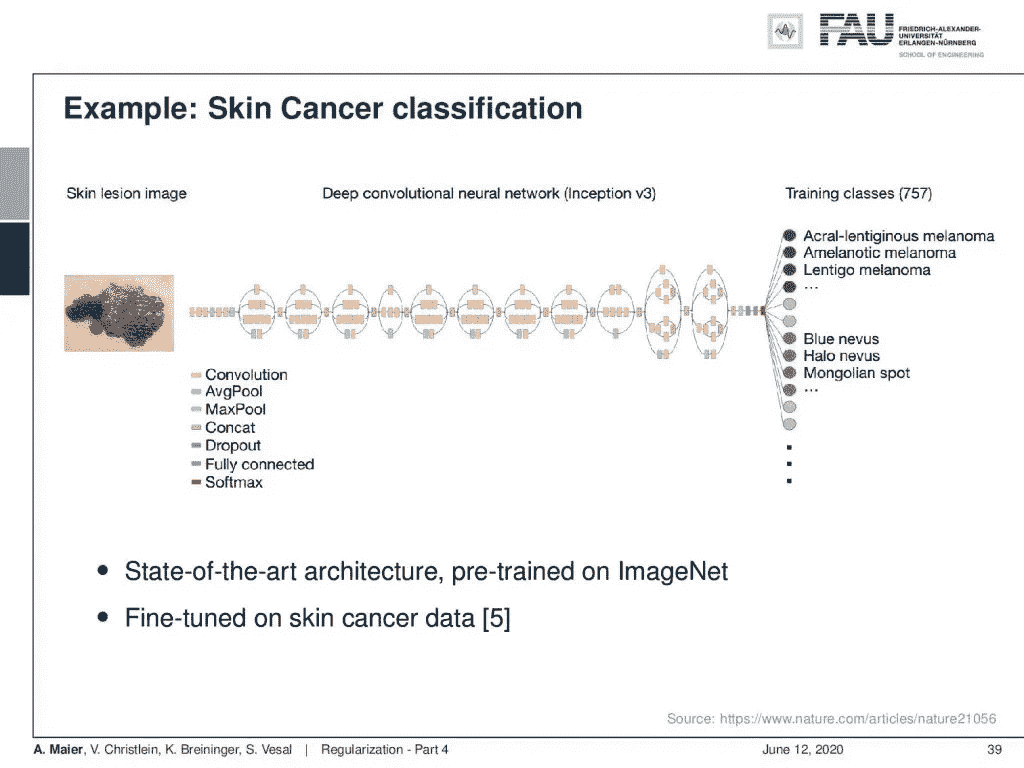 FAU
FRIEDRICH-ALEXANDER-
UNIVERSITÄT
ERLANGEN-NÜRNBERG
SCHOOL OF ENGINEERING
Example: Skin Cancer classification
Skin lesion image
Deep convolutional neural network (Inception v3)
Training classes (757)
Acral-lentiginous melanoma
Amelanotic melanoma
Lentigo melanoma
...
Blue nevus
Halo nevus
Mongolian spot
...
Convolution
AvgPool
MaxPool
Concat
Dropout
Fully connected
Softmax
• State-of-the-art architecture, pre-trained on ImageNet
• Fine-tuned on skin cancer data [5]
Source: https://www.nature.com/articles/nature21056
A. Maier, V. Christlein, K. Breininger, S. Vesal | Regularization - Part 4
June 12, 2020
39